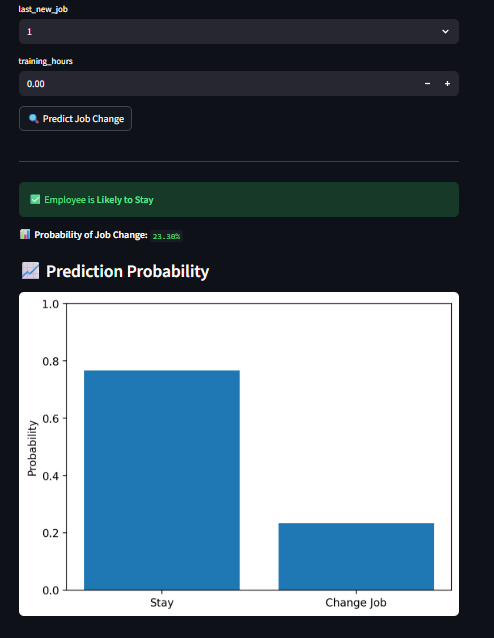 last_new_job
1
training_hours
0.00 − +
🔍 Predict Job Change
✅ Employee is Likely to Stay
📊 Probability of Job Change: 23.30%
📈 Prediction Probability
1.0
0.8
0.6
0.4
0.2
0.0
Probability
Stay Change Job